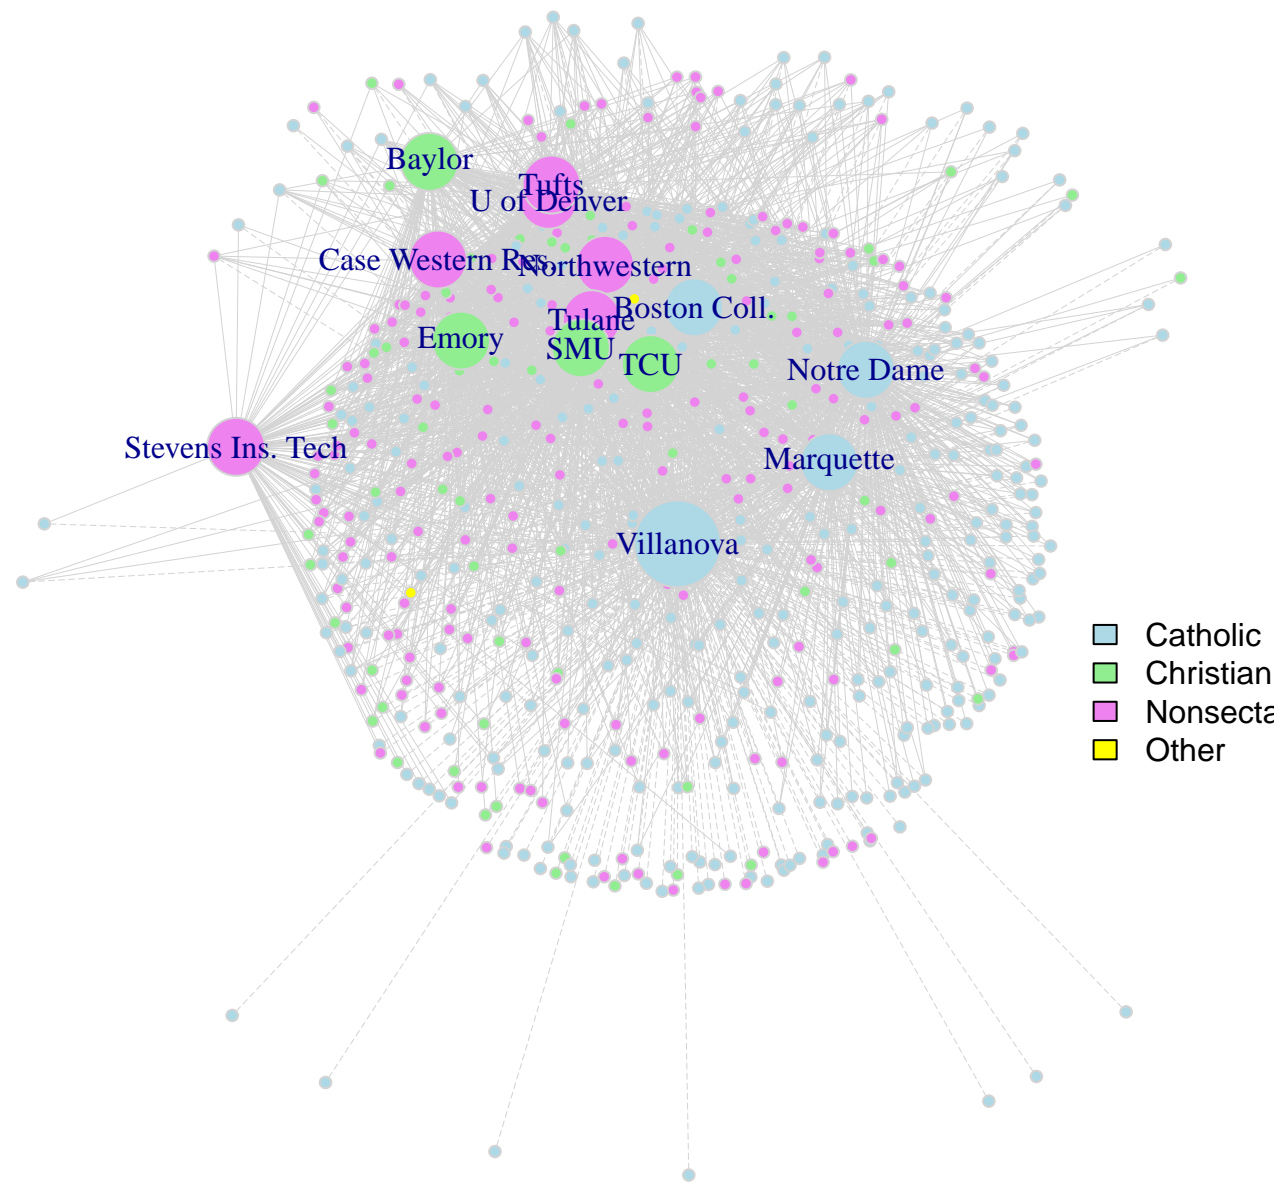 Baylor
Tufts
U of Denver
Case Western Res.
Northwestern
Boston Coll.
Tulane
Emory
SMU
TCU
Notre Dame
Stevens Ins. Tech
Marquette
Villanova
Catholic
Christian
Nonsecta
Other